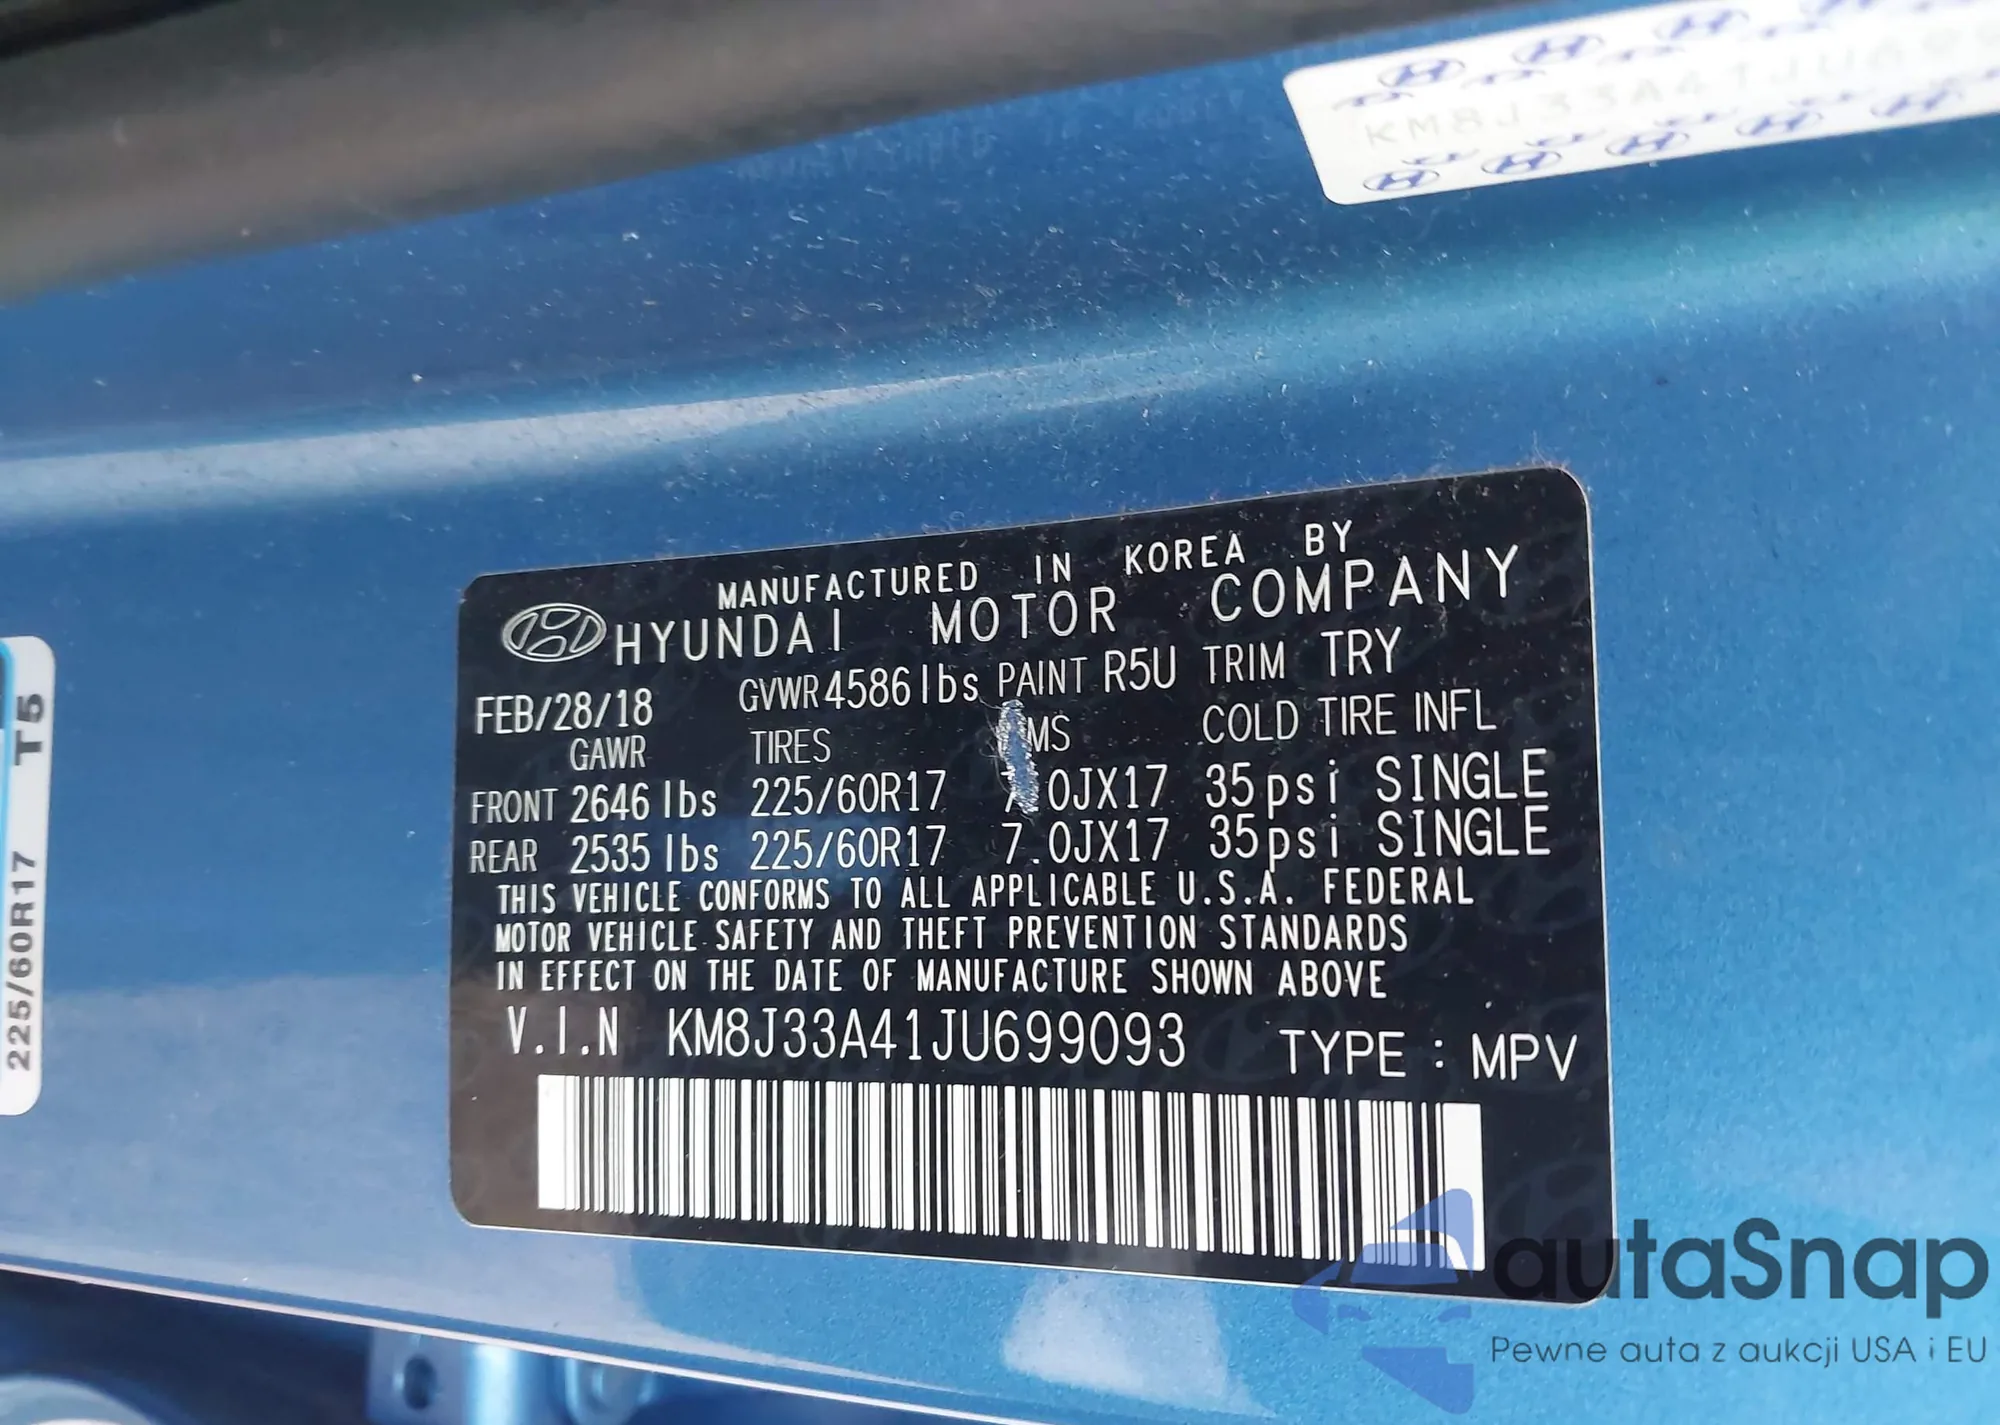 KM8J33A41JUA99
MANUFACTURED IN KOREA BY
HYUNDAI MOTOR COMPANY
FEB/28/18 GVWR 4586 lbs PAINT R5U TRIM TRY
GAWR TIRES COLD TIRE INFL
FRONT 2646 lbs 225/60R17 7.0JX17 35psi SINGLE
REAR 2535 lbs 225/60R17 7.0JX17 35psi SINGLE
THIS VEHICLE CONFORMS TO ALL APPLICABLE U.S.A. FEDERAL
MOTOR VEHICLE SAFETY AND THEFT PREVENTION STANDARDS
IN EFFECT ON THE DATE OF MANUFACTURE SHOWN ABOVE
V.I.N KM8J33A41JU699093 TYPE : MPV
225/60R17 T5
autaSnap
Pewne auta z aukcji USA i EU